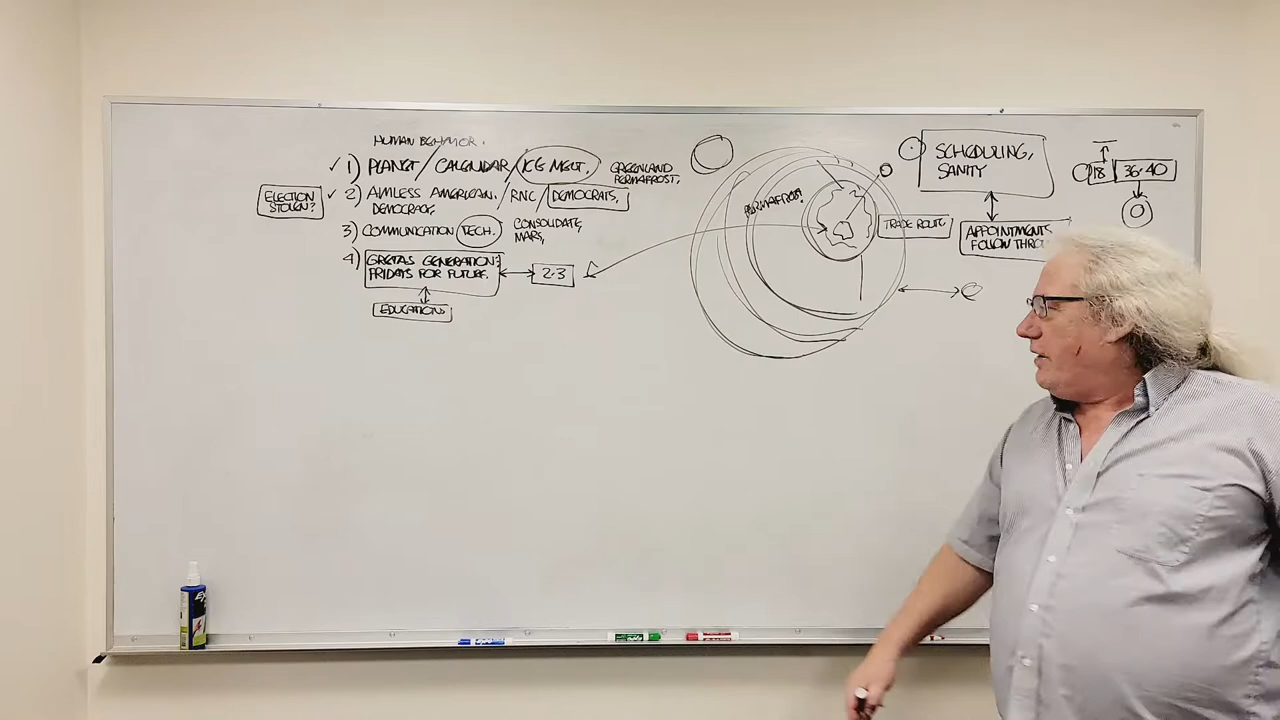 HUMAN BEHAVIOR.
✓ 1) PLANET / CALENDAR / ICE MELT, GREENLAND
PERMAFROST,
ELECTION
STOLEN?
✓ 2) AIMLESS AMERICAN. / RNC / DEMOCRATS,
DEMOCRACY,
3) COMMUNICATION TECH. CONSOLIDATE,
MARS,
4) GRETAS GENERATION?
FRIDAYS FOR FUTURE.
2.3
EDUCATION?
PERMAFROST
TRADE ROUTE,
SCHEDULING,
SANITY
APPOINTMENTS
FOLLOW THROU
18 36-40
EX